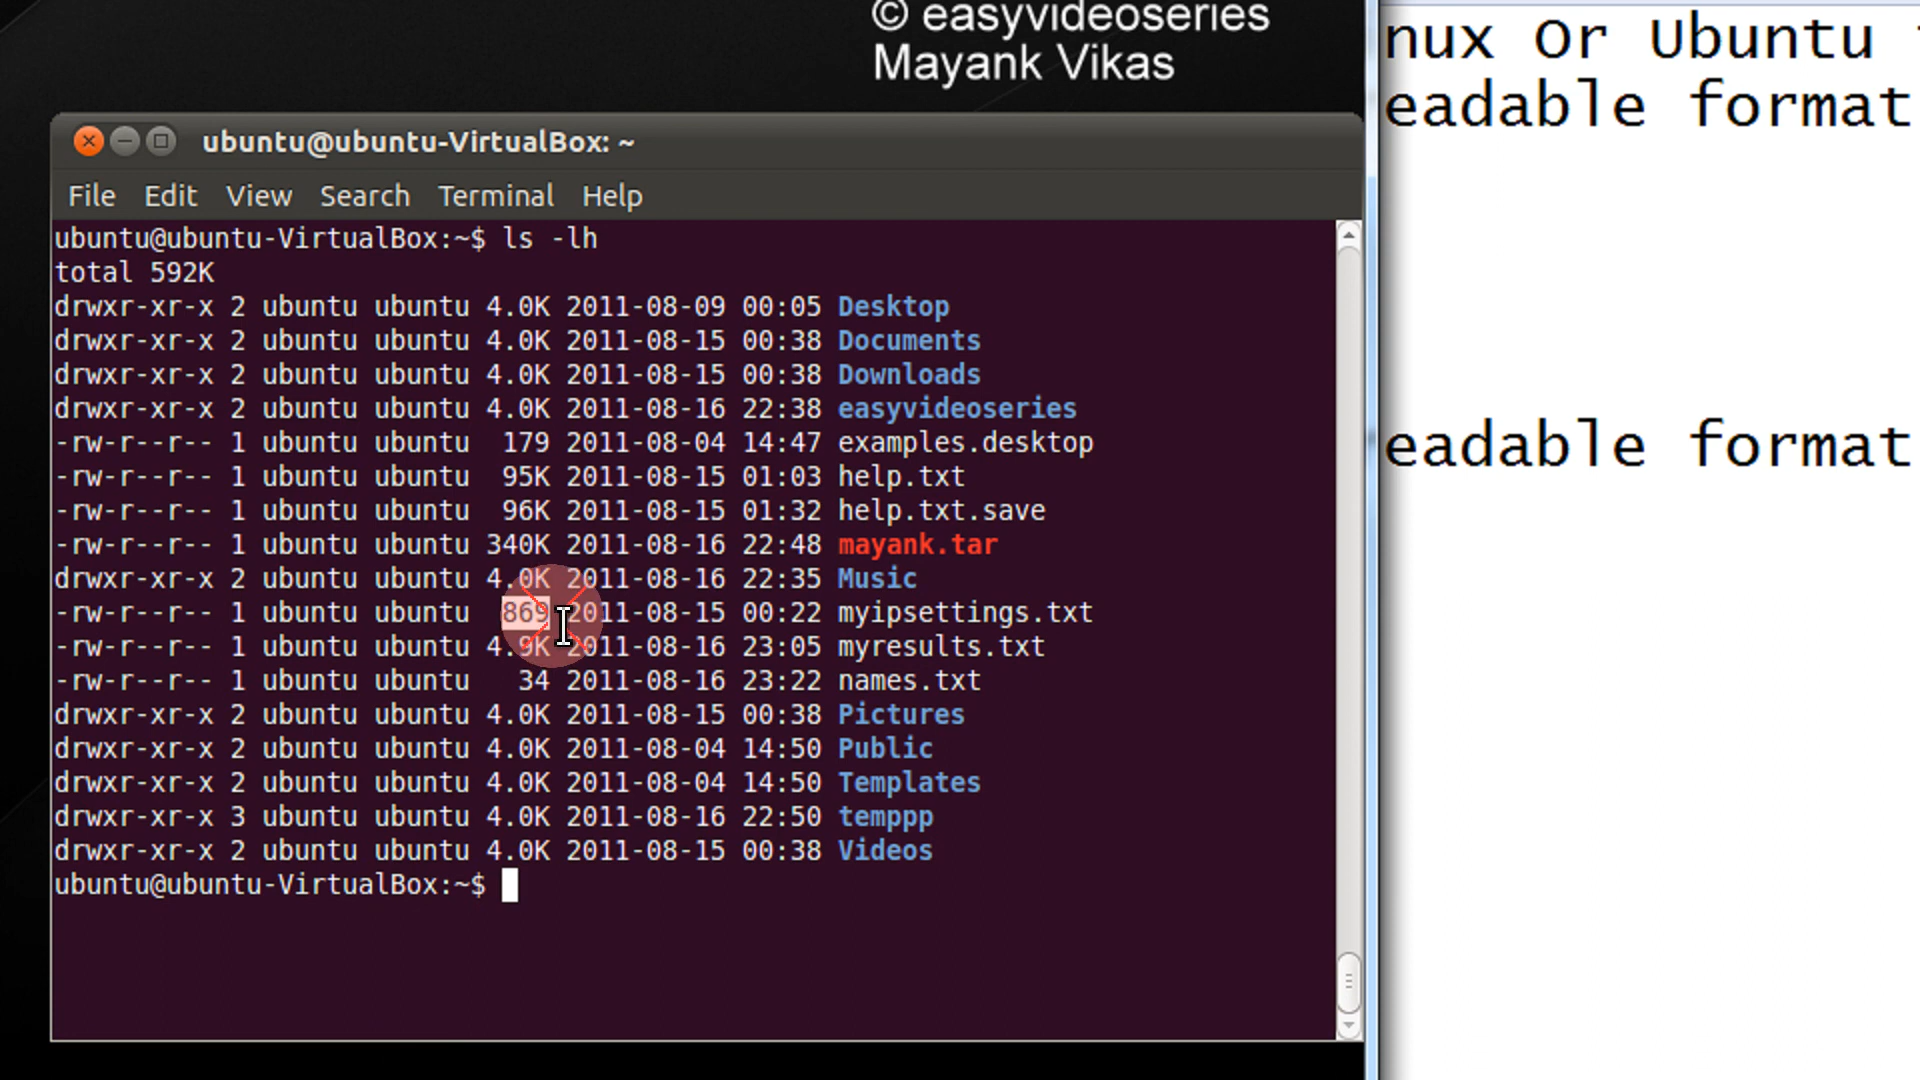 © easyvideoseries
Mayank Vikas
nux Or Ubuntu
eadable format
eadable format
ubuntu@ubuntu-VirtualBox: ~
File Edit View Search Terminal Help
ubuntu@ubuntu-VirtualBox:~$ ls -lh
total 592K
drwxr-xr-x 2 ubuntu ubuntu 4.0K 2011-08-09 00:05 Desktop
drwxr-xr-x 2 ubuntu ubuntu 4.0K 2011-08-15 00:38 Documents
drwxr-xr-x 2 ubuntu ubuntu 4.0K 2011-08-15 00:38 Downloads
drwxr-xr-x 2 ubuntu ubuntu 4.0K 2011-08-16 22:38 easyvideoseries
-rw-r--r-- 1 ubuntu ubuntu 179 2011-08-04 14:47 examples.desktop
-rw-r--r-- 1 ubuntu ubuntu 95K 2011-08-15 01:03 help.txt
-rw-r--r-- 1 ubuntu ubuntu 96K 2011-08-15 01:32 help.txt.save
-rw-r--r-- 1 ubuntu ubuntu 340K 2011-08-16 22:48 mayank.tar
drwxr-xr-x 2 ubuntu ubuntu 4.0K 2011-08-16 22:35 Music
-rw-r--r-- 1 ubuntu ubuntu 869 2011-08-15 00:22 myipsettings.txt
-rw-r--r-- 1 ubuntu ubuntu 4.9K 2011-08-16 23:05 myresults.txt
-rw-r--r-- 1 ubuntu ubuntu 34 2011-08-16 23:22 names.txt
drwxr-xr-x 2 ubuntu ubuntu 4.0K 2011-08-15 00:38 Pictures
drwxr-xr-x 2 ubuntu ubuntu 4.0K 2011-08-04 14:50 Public
drwxr-xr-x 2 ubuntu ubuntu 4.0K 2011-08-04 14:50 Templates
drwxr-xr-x 3 ubuntu ubuntu 4.0K 2011-08-16 22:50 temppp
drwxr-xr-x 2 ubuntu ubuntu 4.0K 2011-08-15 00:38 Videos
ubuntu@ubuntu-VirtualBox:~$